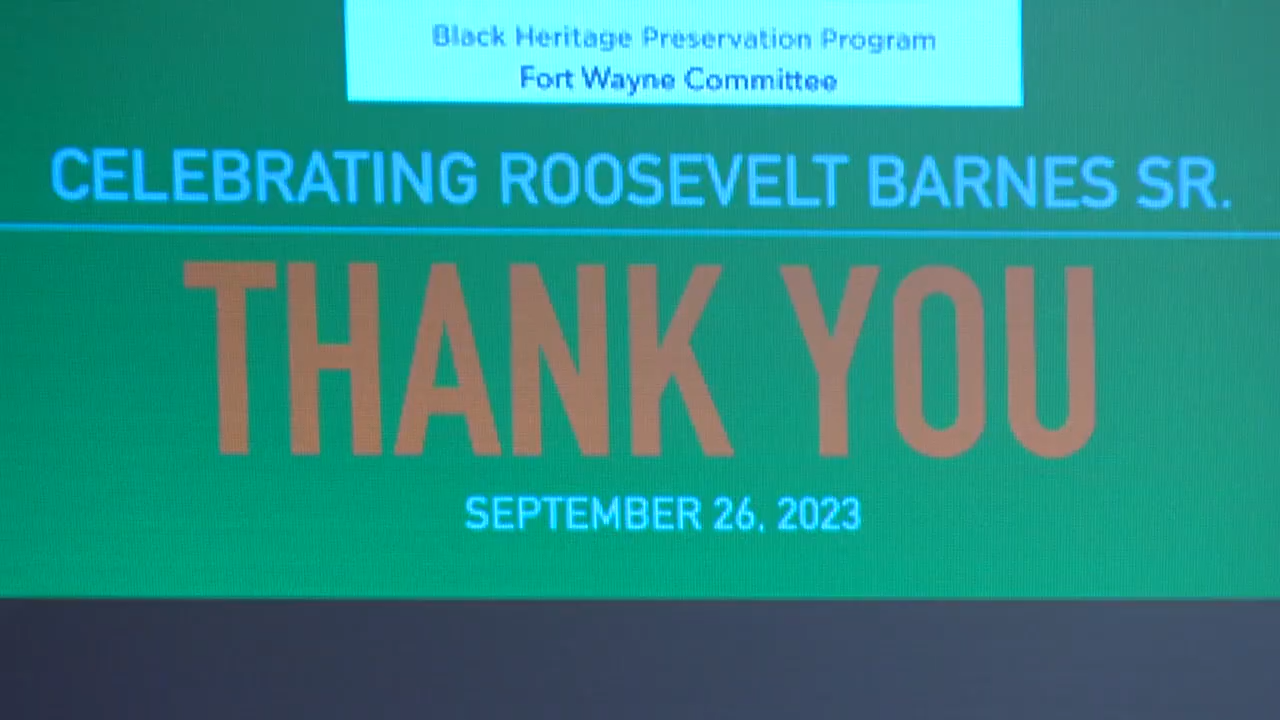 Black Heritage Preservation Program
Fort Wayne Committee
CELEBRATING ROOSEVELT BARNES SR.
THANK YOU
SEPTEMBER 26, 2023